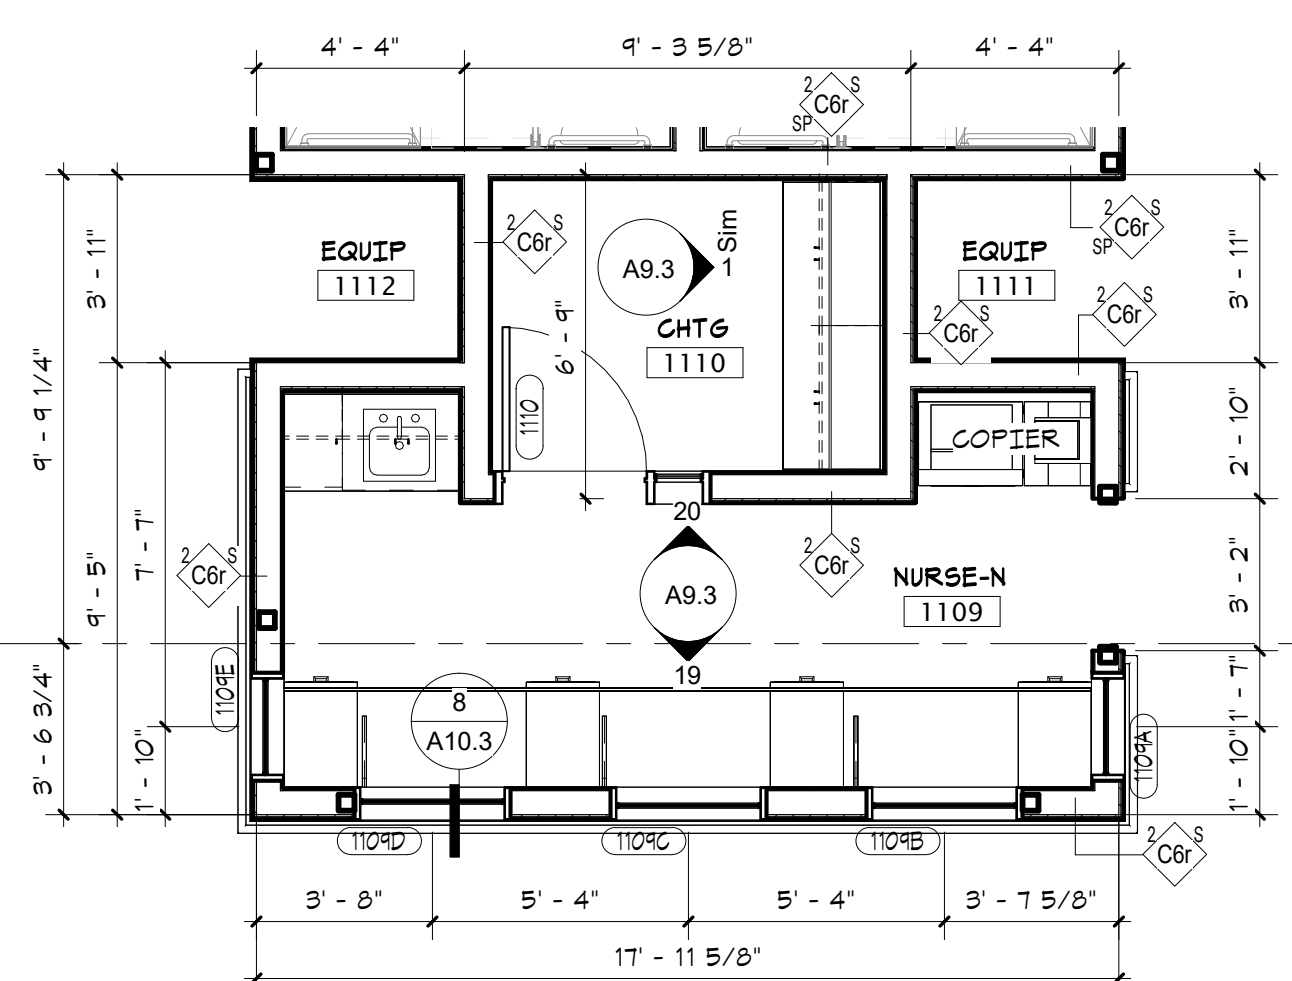 4' - 4"
9' - 3 5/8"
4' - 4"
2 S
C6r
SP
2 S
C6r
2 S
C6r
SP
Sim
A9.3
1
EQUIP
1112
EQUIP
1111
3' - 11"
3' - 11"
6' - 9"
CHTG
1110
2 S
C6r
2 S
C6r
9' - 9 1/4"
1110
COPIER
2' - 10"
20
A9.3
19
2 S
C6r
2 S
C6r
NURSE-N
1109
7' - 7"
9' - 5"
3' - 2"
1109E
8
A10.3
1' - 7"
3' - 6 3/4"
1' - 10"
1109A
1' - 10"
1109D
1109C
1109B
2 S
C6r
3' - 8"
5' - 4"
5' - 4"
3' - 7 5/8"
17' - 11 5/8"